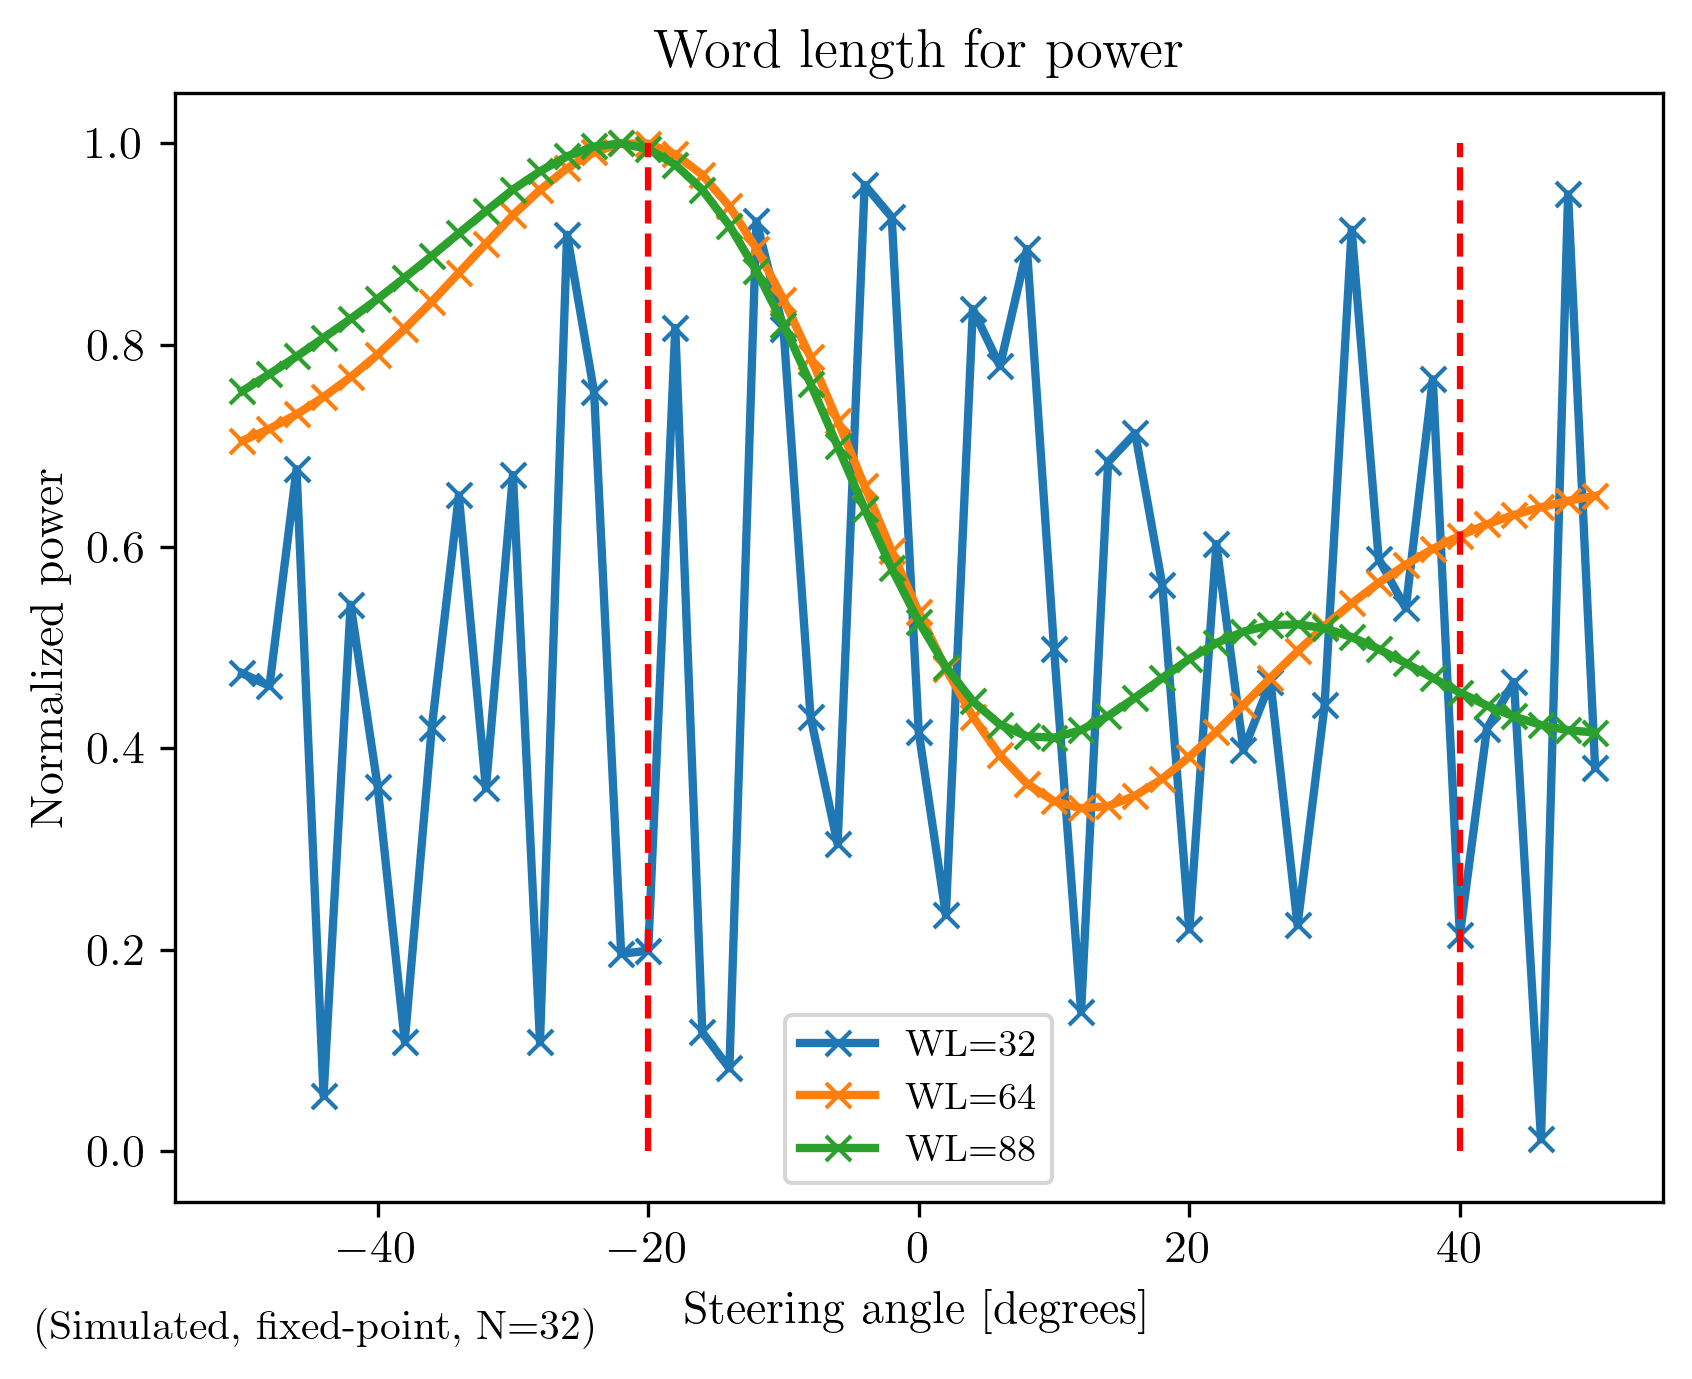 Word length for power
Normalized power
1.0
0.8
0.6
0.4
0.2
0.0
WL=32
WL=64
WL=88
−40
−20
0
20
40
Steering angle [degrees]
(Simulated, fixed-point, N=32)